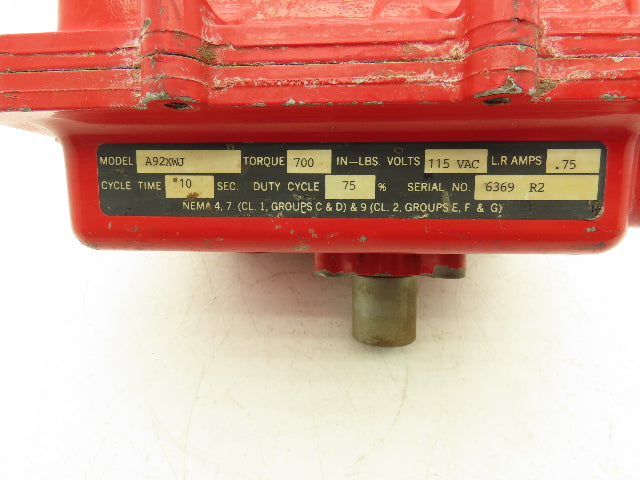 MODEL A92XWJ TORQUE 700 IN-LBS. VOLTS 115 VAC L.R AMPS .75
CYCLE TIME 10 SEC. DUTY CYCLE 75 % SERIAL NO. 6369 R2
NEMA 4, 7 (CL. 1, GROUPS C & D) & 9 (CL. 2, GROUPS E, F & G)